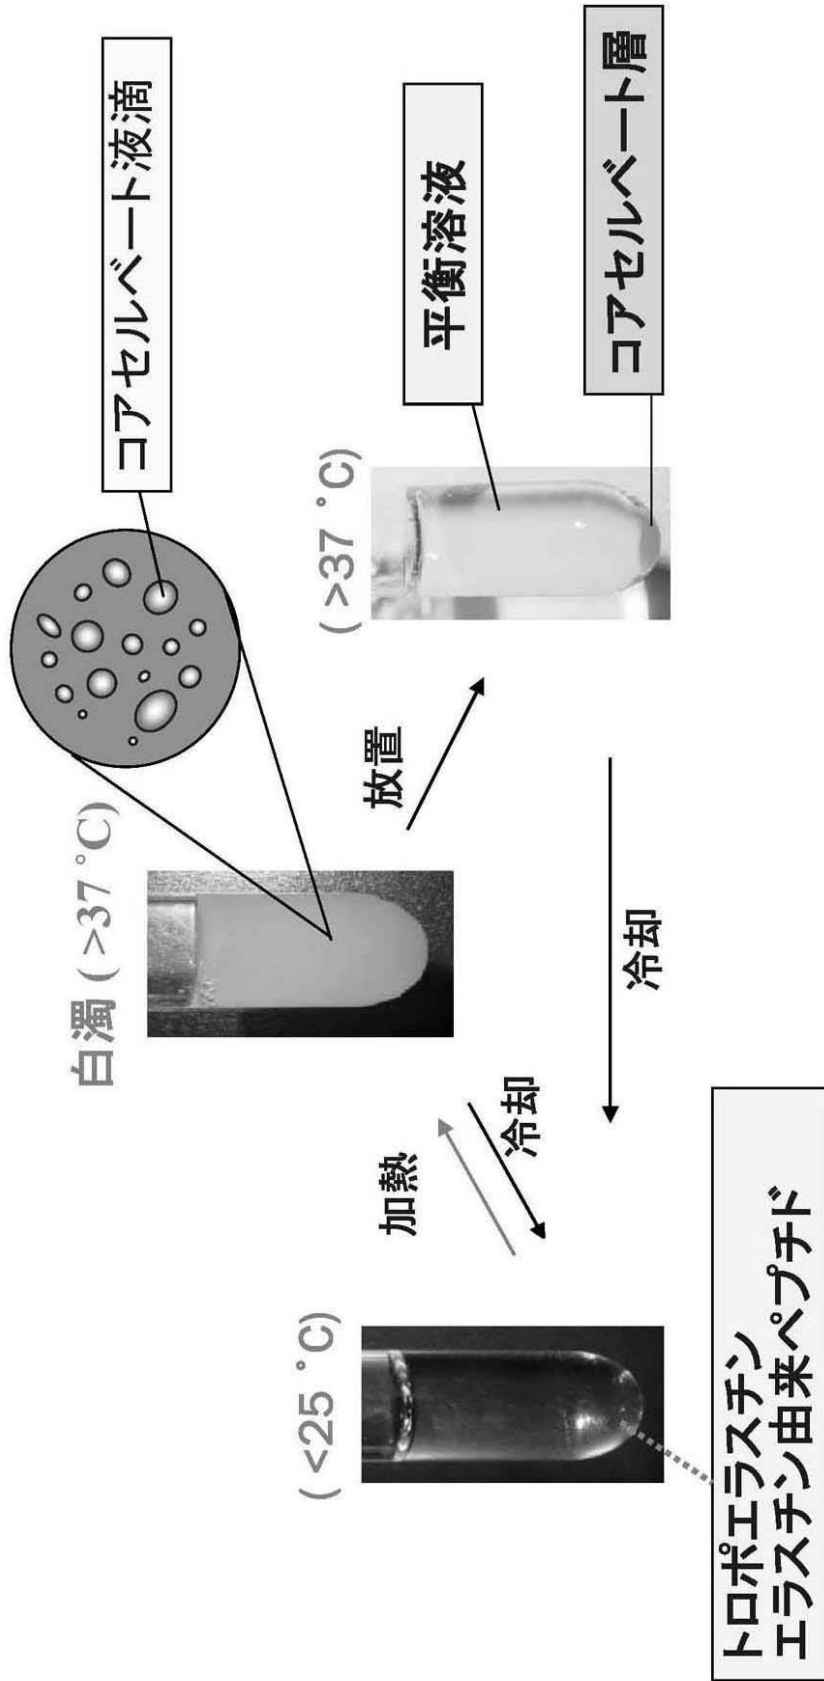 白濁 ( >37 ˚C)
コアセルベート液滴
( <25 ˚C)
加熱
冷却
放置
( >37 ˚C)
平衡溶液
コアセルベート層
冷却
トロポエラスチン
エラスチン由来ペプチド